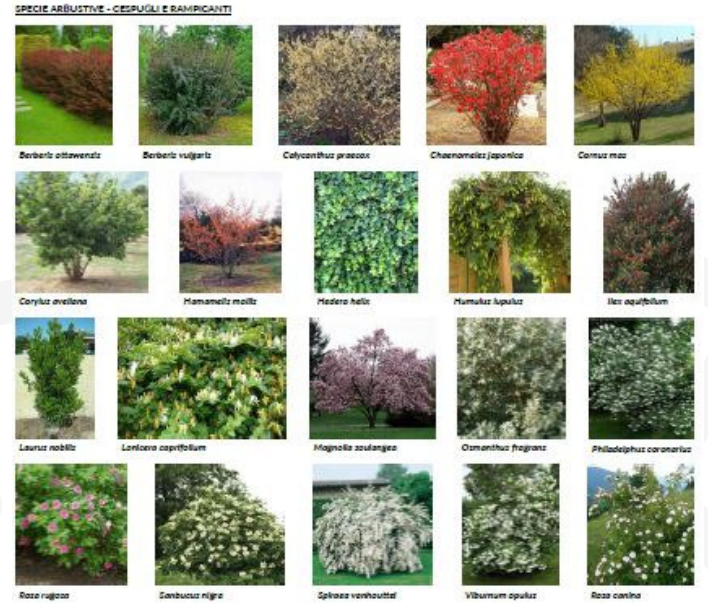 SPECIE ARBUSTIVE - CESPUGLI E RAMPICANTI
Berberis ottawensis
Berberis vulgaris
Calycanthus praecox
Chaenomeles japonica
Cornus mas
Corylus avellana
Hamamelis mollis
Hedera helix
Humulus lupulus
Ilex aquifolium
Laurus nobilis
Lonicera caprifolium
Magnolia soulangea
Osmanthus fragrans
Philadelphus coronarius
Rosa rugosa
Sanbucus nigra
Spiraea vanhouttei
Viburnum opulus
Rosa canina